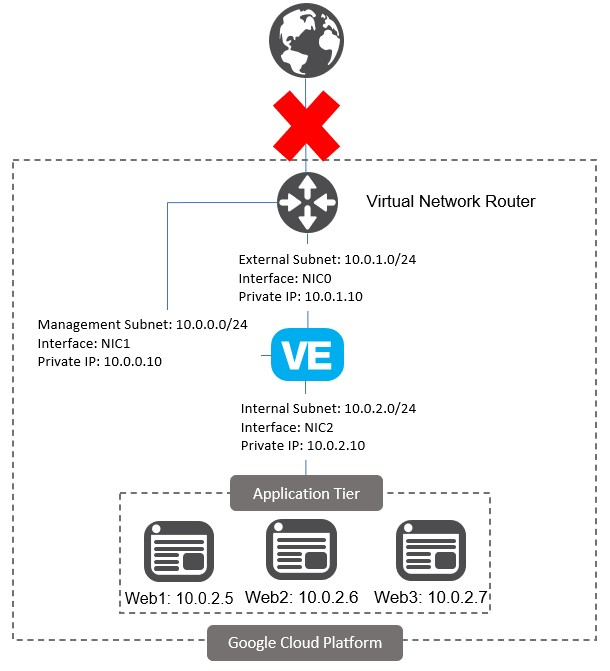 Virtual Network Router
External Subnet: 10.0.1.0/24
Interface: NIC0
Private IP: 10.0.1.10
Management Subnet: 10.0.0.0/24
Interface: NIC1
Private IP: 10.0.0.10
VE
Internal Subnet: 10.0.2.0/24
Interface: NIC2
Private IP: 10.0.2.10
Application Tier
Web1: 10.0.2.5
Web2: 10.0.2.6
Web3: 10.0.2.7
Google Cloud Platform